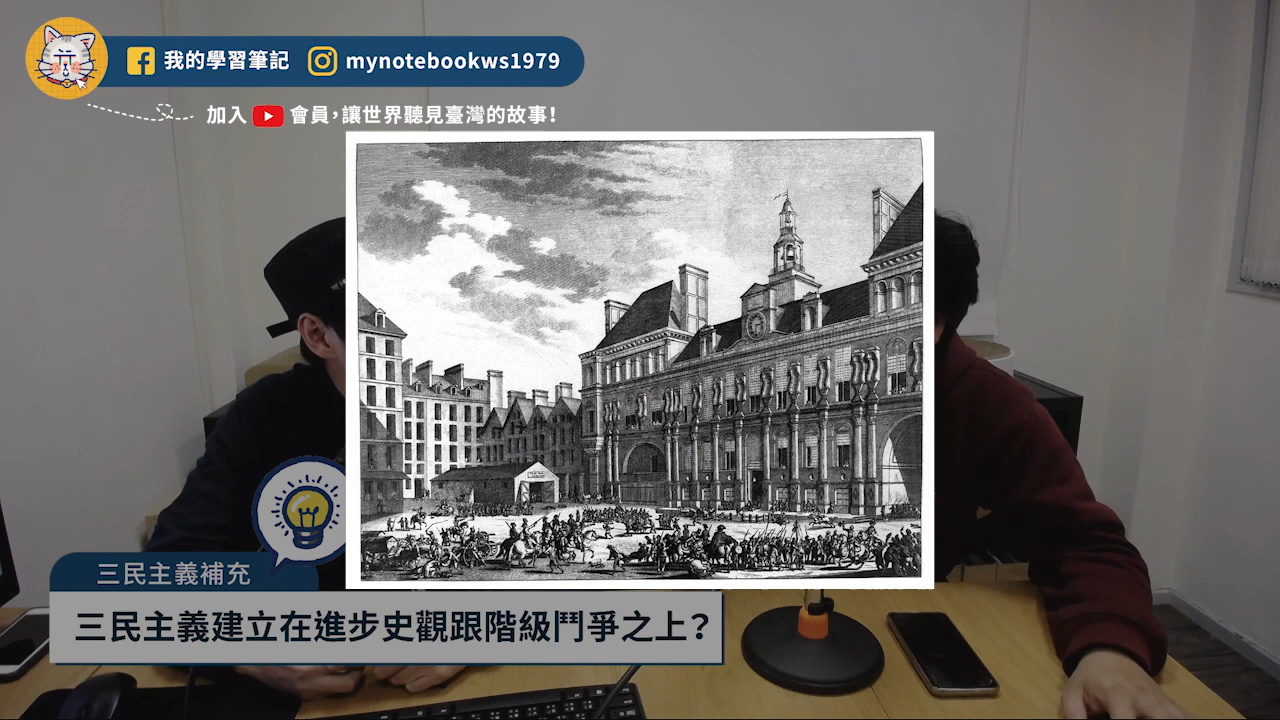 我的學習筆記 mynotebookws1979
加入 會員，讓世界聽見臺灣的故事！
三民主義補充
三民主義建立在進步史觀跟階級鬥爭之上？